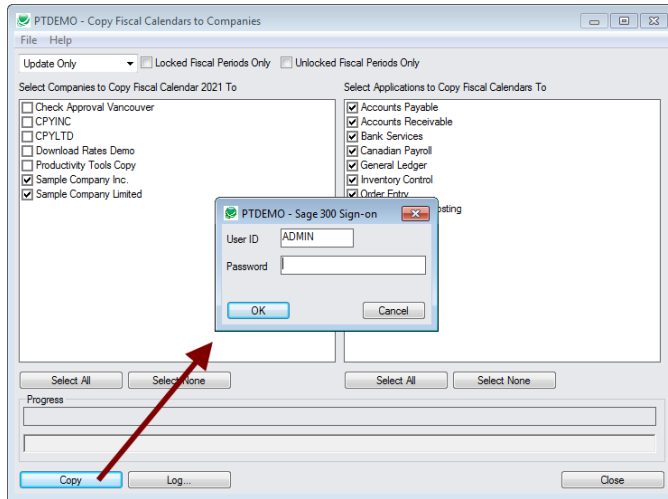 PTDEMO - Copy Fiscal Calendars to Companies
File Help
Update Only Locked Fiscal Periods Only Unlocked Fiscal Periods Only
Select Companies to Copy Fiscal Calendar 2021 To
Check Approval Vancouver
CPYINC
CPYLTD
Download Rates Demo
Productivity Tools Copy
Sample Company Inc.
Sample Company Limited
Select Applications to Copy Fiscal Calendars To
Accounts Payable
Accounts Receivable
Bank Services
Canadian Payroll
General Ledger
Inventory Control
Order Entry
PTDEMO - Sage 300 Sign-on
User ID ADMIN
Password
OK Cancel
Select All Select None
Select All Select None
Progress
Copy Log... Close